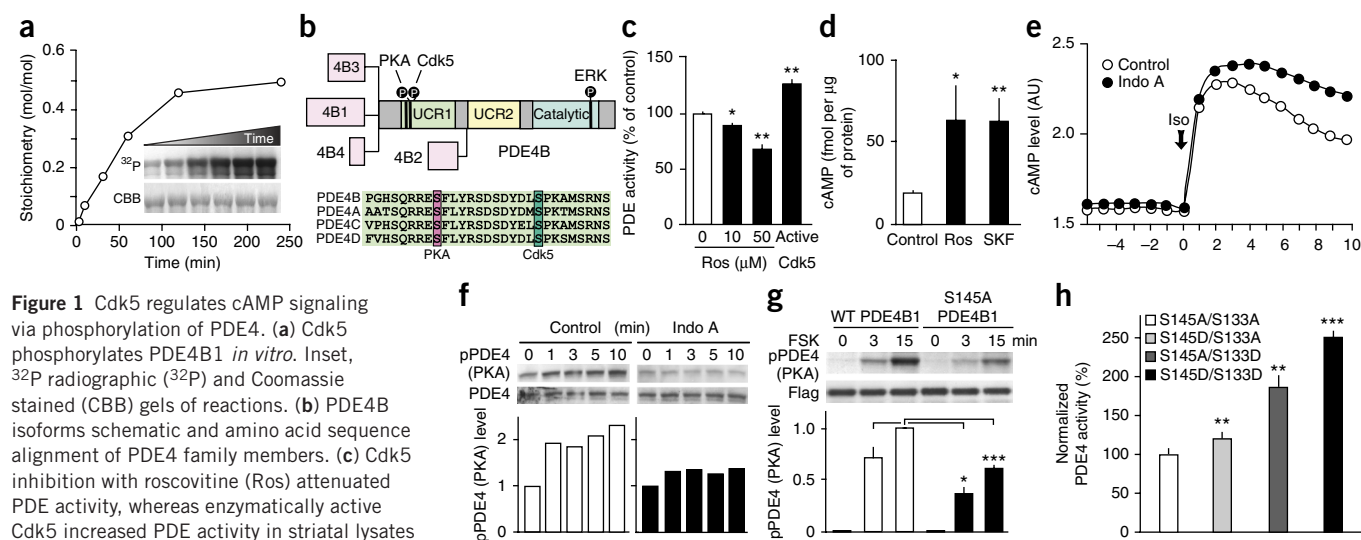 a
Stoichometry (mol/mol)
0.6
0.4
0.2
0
0 50 100 150 200 250
Time (min)
Time
32P
CBB
b
4B3
4B1
4B4
4B2
PKA Cdk5
ERK
P P P
UCR1 UCR2 Catalytic
PDE4B
PDE4B PGHSQRRESFLYRSDSDYDLSPKAMSRNS
PDE4A AATSQRRESFLYRSDSDYDMSPKTMSRNS
PDE4C VPHSQRRESFLYRSDSDYELSPKAMSRNS
PDE4D FVHSQRRESFLYRSDSDYDLSPKSMSRNS
PKA Cdk5
c
PDE activity (% of control)
150
100
50
0
* ** **
0 10 50 Active
Ros (μM) Cdk5
d
cAMP (fmol per μg
of protein)
100
60
0
* **
Control Ros SKF
e
Control
Indo A
cAMP level (AU)
2.5
2.0
1.5
Iso
−4 −2 0 2 4 6 8 10
Figure 1 Cdk5 regulates cAMP signaling
via phosphorylation of PDE4. (a) Cdk5
phosphorylates PDE4B1 in vitro. Inset,
32P radiographic (32P) and Coomassie
stained (CBB) gels of reactions. (b) PDE4B
isoforms schematic and amino acid sequence
alignment of PDE4 family members. (c) Cdk5
inhibition with roscovitine (Ros) attenuated
PDE activity, whereas enzymatically active
Cdk5 increased PDE activity in striatal lysates
f
Control (min) Indo A
0 1 3 5 10 0 1 3 5 10
pPDE4
(PKA)
PDE4
pPDE4 (PKA) level
2
1
0
g
S145A
WT PDE4B1 PDE4B1
FSK 0 3 15 0 3 15 min
pPDE4
(PKA)
Flag
pPDE4 (PKA) level
1.0
0.5
0
* ***
h
S145A/S133A
S145D/S133A
S145A/S133D
S145D/S133D
Normalized
PDE4 activity (%)
300
250
200
150
100
50
0
** ** ***